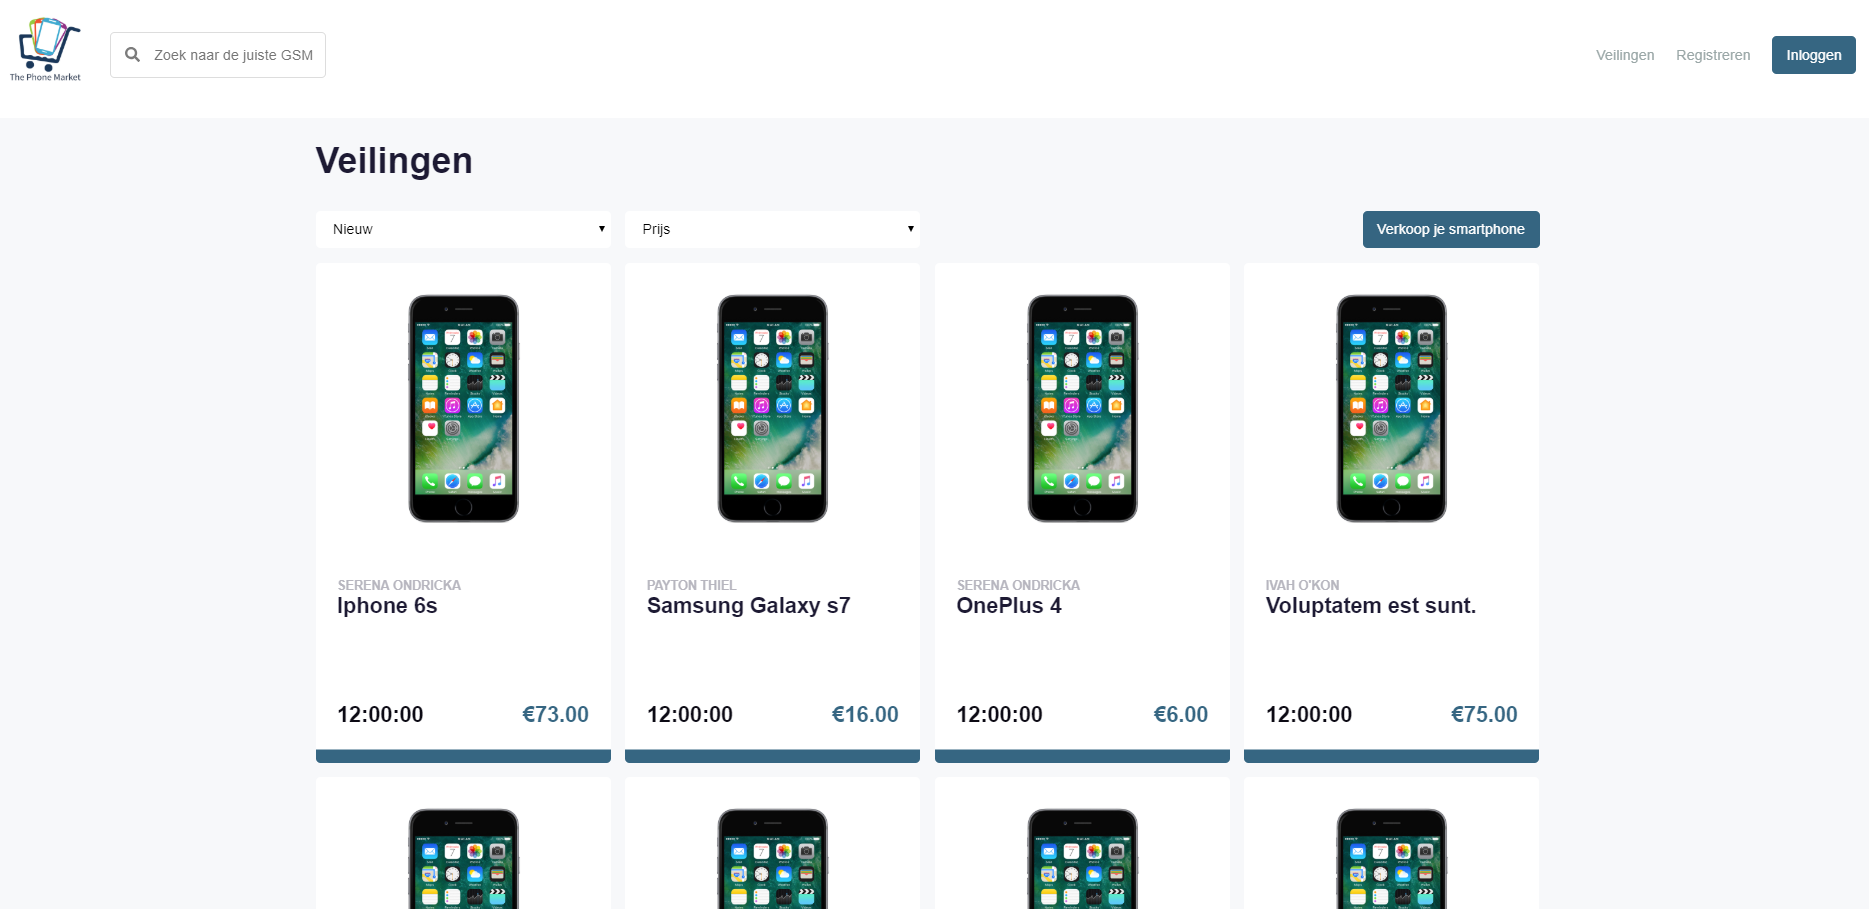 The Phone Market
Zoek naar de juiste GSM
Veilingen
Registreren
Inloggen
Veilingen
Nieuw
Prijs
Verkoop je smartphone
SERENA ONDRICKA
Iphone 6s
12:00:00
€73.00
PAYTON THIEL
Samsung Galaxy s7
12:00:00
€16.00
SERENA ONDRICKA
OnePlus 4
12:00:00
€6.00
IVAH O'KON
Voluptatem est sunt.
12:00:00
€75.00